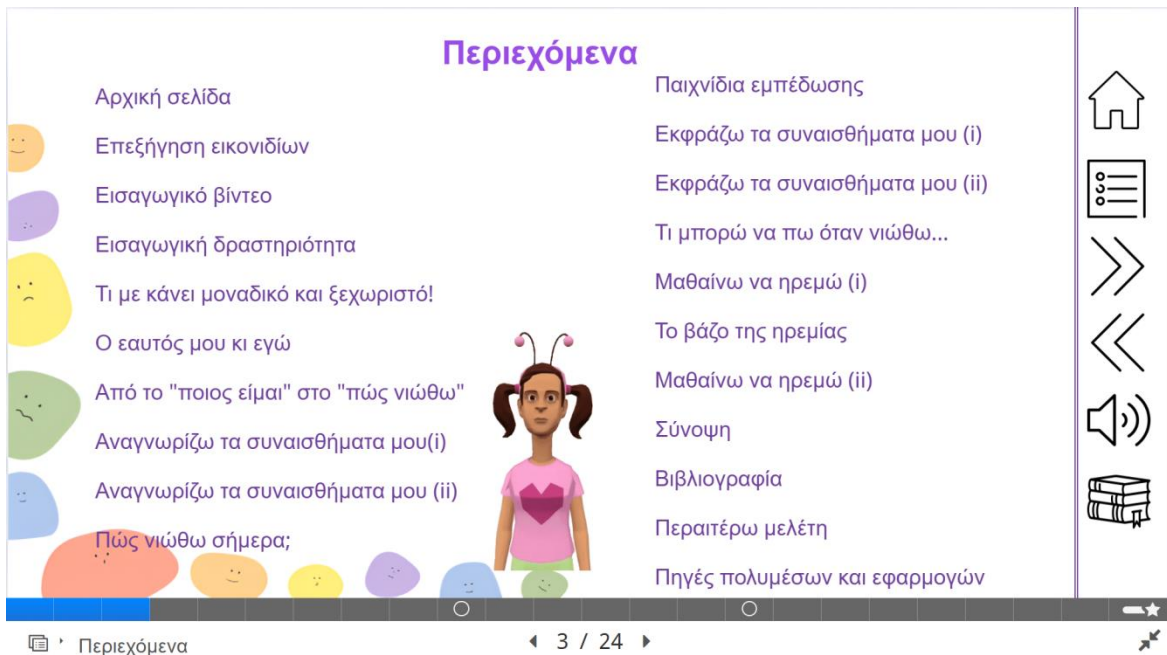 Περιεχόμενα
Αρχική σελίδα
Επεξήγηση εικονιδίων
Εισαγωγικό βίντεο
Εισαγωγική δραστηριότητα
Τι με κάνει μοναδικό και ξεχωριστό!
Ο εαυτός μου κι εγώ
Από το "ποιος είμαι" στο "πώς νιώθω"
Αναγνωρίζω τα συναισθήματα μου(i)
Αναγνωρίζω τα συναισθήματα μου (ii)
Πώς νιώθω σήμερα;
Παιχνίδια εμπέδωσης
Εκφράζω τα συναισθήματα μου (i)
Εκφράζω τα συναισθήματα μου (ii)
Τι μπορώ να πω όταν νιώθω...
Μαθαίνω να ηρεμώ (i)
Το βάζο της ηρεμίας
Μαθαίνω να ηρεμώ (ii)
Σύνοψη
Βιβλιογραφία
Περαιτέρω μελέτη
Πηγές πολυμέσων και εφαρμογών
Περιεχόμενα
3 / 24